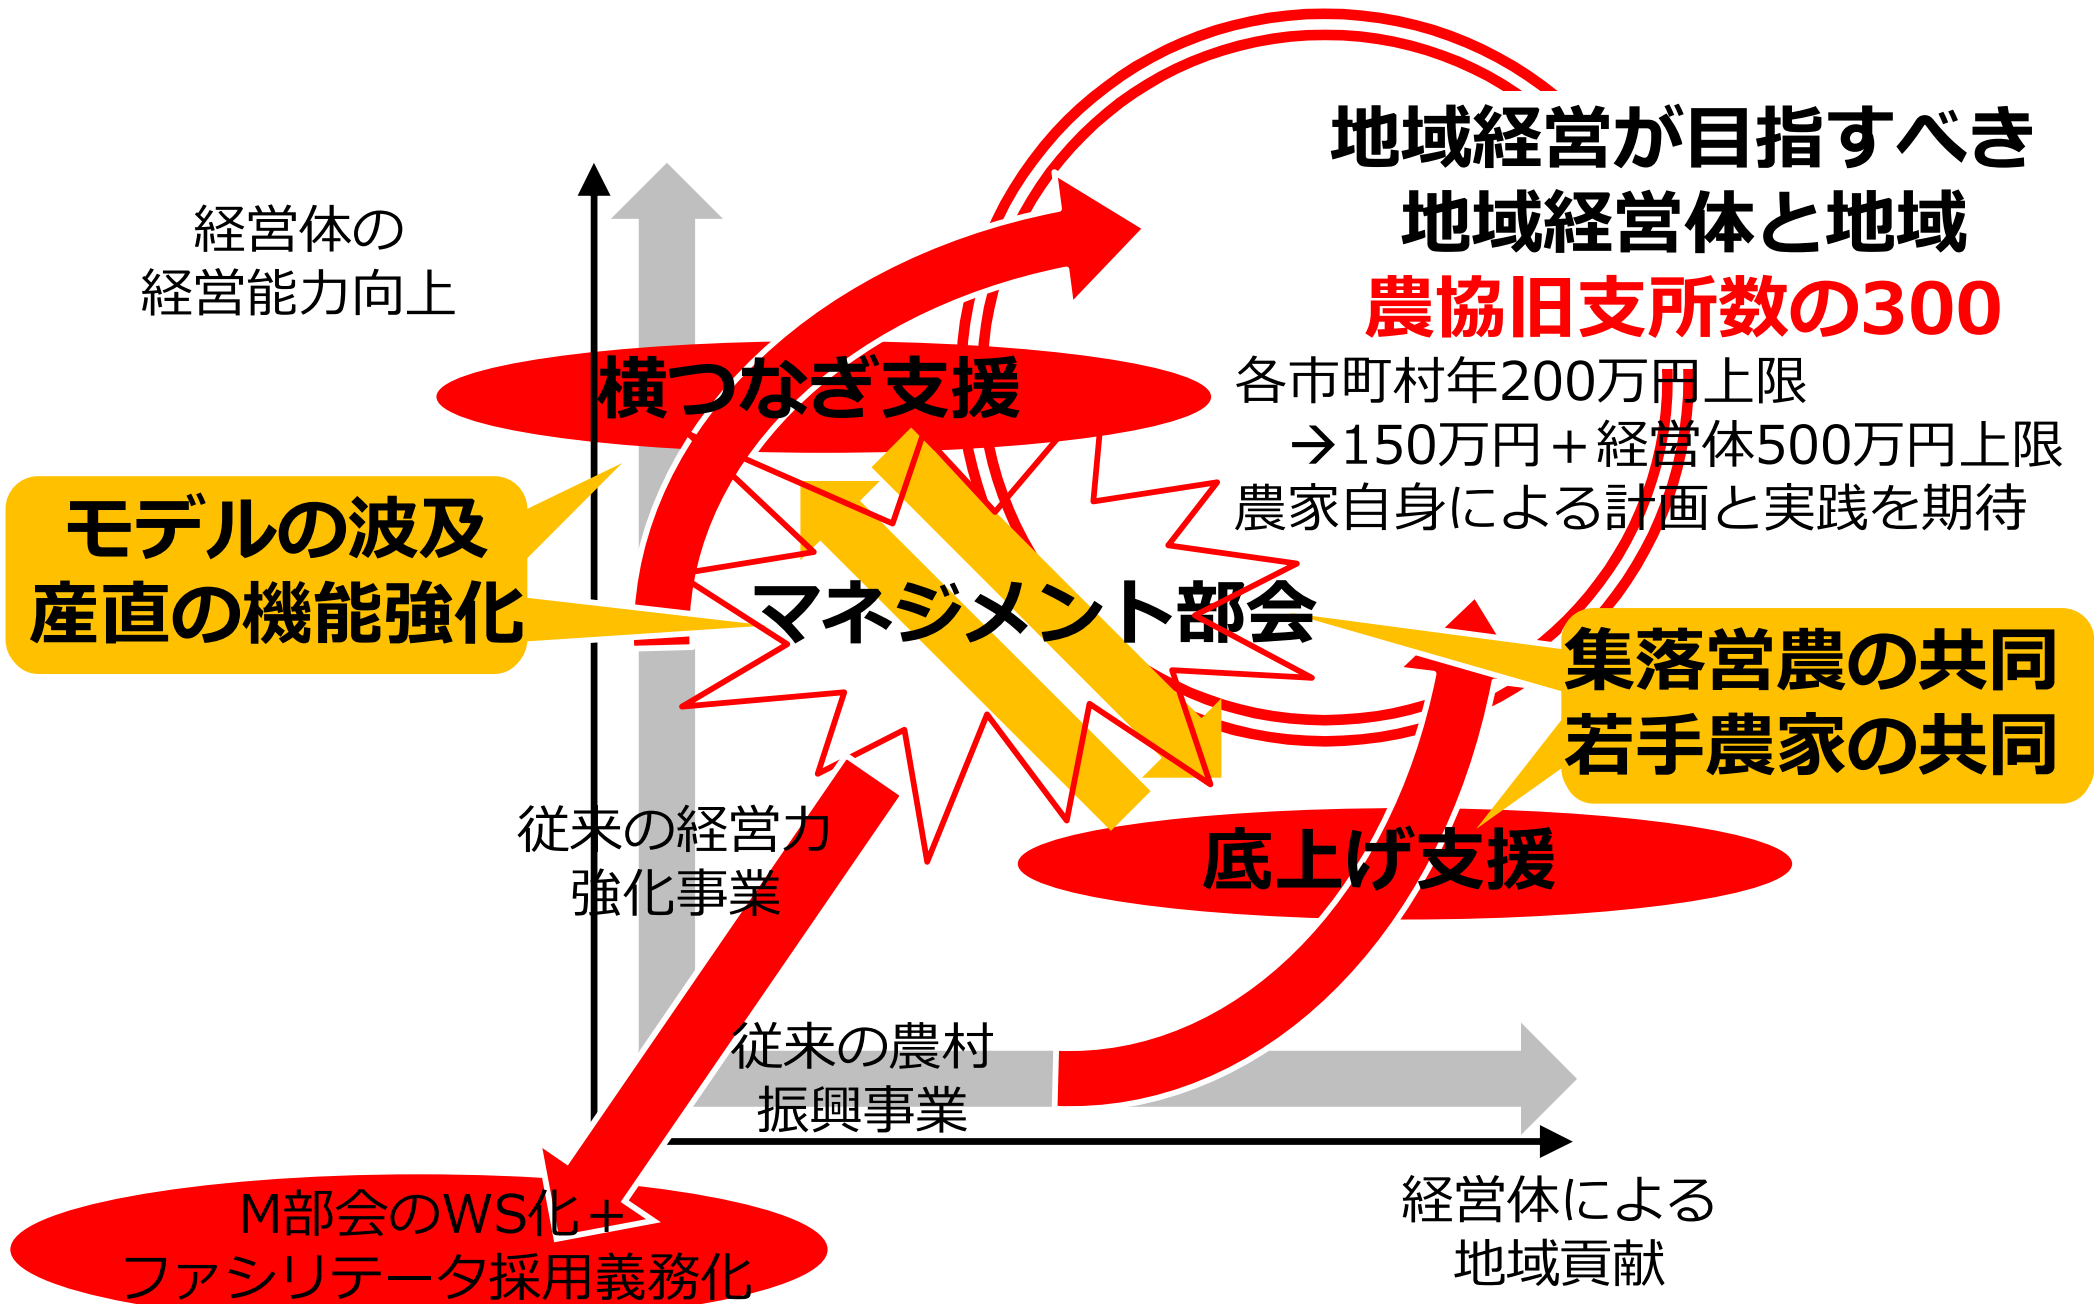 地域経営が目指すべき
地域経営体と地域
農協旧支所数の300
各市町村年200万円上限
→150万円＋経営体500万円上限
農家自身による計画と実践を期待
経営体の
経営能力向上
横つなぎ支援
モデルの波及
産直の機能強化
マネジメント部会
集落営農の共同
若手農家の共同
従来の経営力
強化事業
底上げ支援
従来の農村
振興事業
M部会のWS化＋
ファシリテータ採用義務化
経営体による
地域貢献